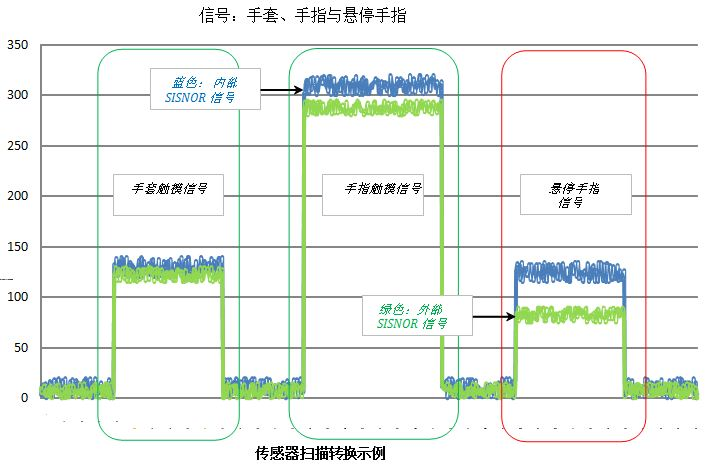 信号：手套、手指与悬停手指
350
300
250
200
150
100
50
0
蓝色：内部
SISNOR 信号
手套触摸信号
手指触摸信号
悬停手指
信号
绿色：外部
SISNOR 信号
传感器扫描转换示例